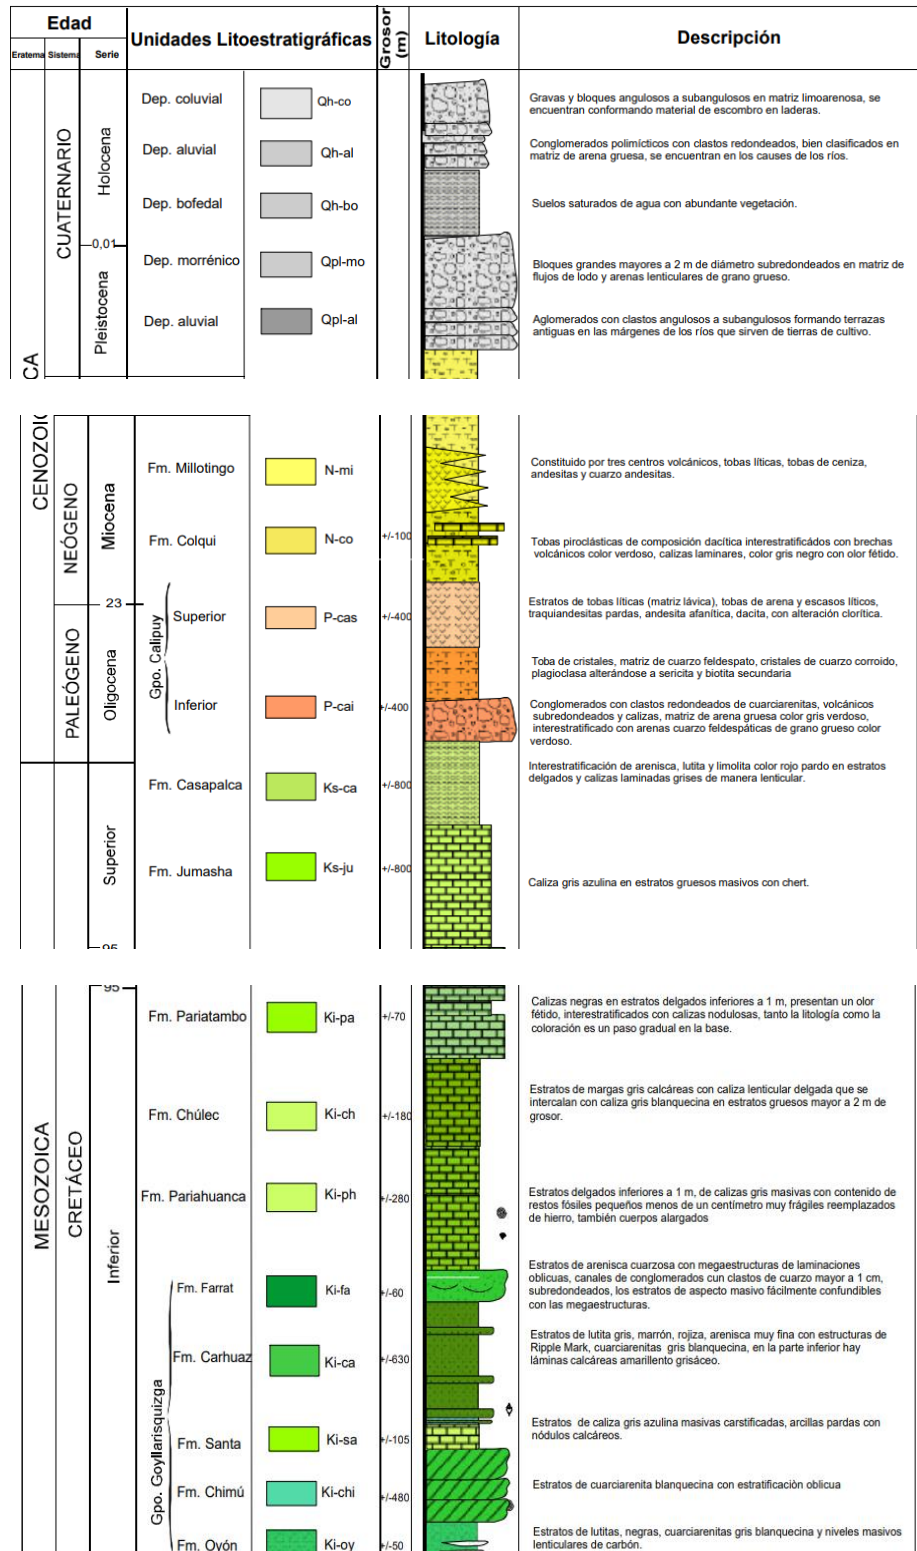 Edad
Eratema Sistema Serie
Unidades Litoestratigráficas
Grosor (m)
Litología
Descripción
CENOZOICA
CUATERNARIO
Holocena
Dep. coluvial Qh-co
Gravas y bloques angulosos a subangulosos en matriz limoarenosa, se
encuentran conformando material de escombro en laderas.
Dep. aluvial Qh-al
Conglomerados polimícticos con clastos redondeados, bien clasificados en
matriz de arena gruesa, se encuentran en los causes de los ríos.
Dep. bofedal Qh-bo
Suelos saturados de agua con abundante vegetación.
0,01
Pleistocena
Dep. morrénico Qpl-mo
Bloques grandes mayores a 2 m de diámetro subredondeados en matriz de
flujos de lodo y arenas lenticulares de grano grueso.
Dep. aluvial Qpl-al
Aglomerados con clastos angulosos a subangulosos formando terrazas
antiguas en las márgenes de los ríos que sirven de tierras de cultivo.
NEÓGENO
Miocena
Fm. Millotingo N-mi
Constituido por tres centros volcánicos, tobas líticas, tobas de ceniza,
andesitas y cuarzo andesitas.
Fm. Colqui N-co +/-100
Tobas piroclásticas de composición dacítica interestratificádos con brechas
volcánicos color verdoso, calizas laminares, color gris negro con olor fétido.
23
PALEÓGENO
Oligocena
Gpo. Calipuy
Superior P-cas +/-400
Estratos de tobas líticas (matriz lávica), tobas de arena y escasos líticos,
traquiandesitas pardas, andesita afanítica, dacita, con alteración clorítica.
Toba de cristales, matriz de cuarzo feldespato, cristales de cuarzo corroido,
plagioclasa alterándose a sericita y biotita secundaria
Inferior P-cai +/-400
Conglomerados con clastos redondeados de cuarciarenitas, volcánicos
subredondeados y calizas, matriz de arena gruesa color gris verdoso,
interestratificado con arenas cuarzo feldespáticas de grano grueso color
verdoso.
Superior
Fm. Casapalca Ks-ca +/-800
Interestratificación de arenisca, lutita y limolita color rojo pardo en estratos
delgados y calizas laminadas grises de manera lenticular.
Fm. Jumasha Ks-ju +/-800
Caliza gris azulina en estratos gruesos masivos con chert.
95
95
MESOZOICA
CRETÁCEO
Inferior
Fm. Pariatambo Ki-pa +/-70
Calizas negras en estratos delgados inferiores a 1 m, presentan un olor
fétido, interestratificados con calizas nodulosas, tanto la litología como la
coloración es un paso gradual en la base.
Fm. Chúlec Ki-ch +/-180
Estratos de margas gris calcáreas con caliza lenticular delgada que se
intercalan con caliza gris blanquecina en estratos gruesos mayor a 2 m de
grosor.
Fm. Pariahuanca Ki-ph +/-280
Estratos delgados inferiores a 1 m, de calizas gris masivas con contenido de
restos fósiles pequeños menos de un centímetro muy frágiles reemplazados
de hierro, también cuerpos alargados
Gpo. Goyllarisquizga
Fm. Farrat Ki-fa +/-60
Estratos de arenisca cuarzosa con megaestructuras de laminaciones
oblicuas, canales de conglomerados cun clastos de cuarzo mayor a 1 cm,
subredondeados, los estratos de aspecto masivo fácilmente confundibles
con las megaestructuras.
Fm. Carhuaz Ki-ca +/-630
Estratos de lutita gris, marrón, rojiza, arenisca muy fina con estructuras de
Ripple Mark, cuarciarenitas gris blanquecina, en la parte inferior hay
láminas calcáreas amarillento grisáceo.
Fm. Santa Ki-sa +/-105
Estratos de caliza gris azulina masivas carstificadas, arcillas pardas con
nódulos calcáreos.
Fm. Chimú Ki-chi +/-480
Estratos de cuarciarenita blanquecina con estratificaciòn oblicua
Fm. Oyón Ki-oy +/-50
Estratos de lutitas, negras, cuarciarenitas gris blanquecina y niveles masivos
lenticulares de carbón.